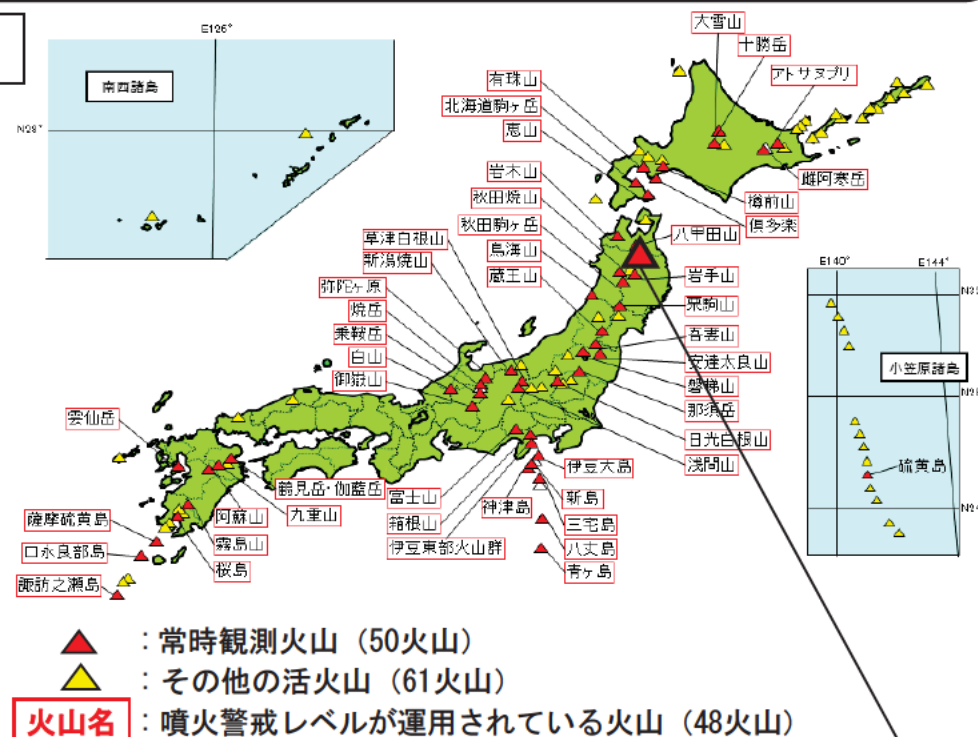 E126°
南西諸島
N28°
大雪山
十勝岳
アトサヌプリ
有珠山
北海道駒ヶ岳
恵山
雌阿寒岳
樽前山
倶多楽
岩木山
秋田焼山
秋田駒ヶ岳
鳥海山
蔵王山
八甲田山
岩手山
栗駒山
吾妻山
安達太良山
磐梯山
那須岳
日光白根山
浅間山
草津白根山
新潟焼山
弥陀ヶ原
焼岳
乗鞍岳
白山
御嶽山
E140°
E144°
小笠原諸島
硫黄島
雲仙岳
鶴見岳・伽藍岳
九重山
阿蘇山
霧島山
桜島
薩摩硫黄島
口永良部島
諏訪之瀬島
富士山
箱根山
伊豆東部火山群
伊豆大島
新島
神津島
三宅島
八丈島
青ヶ島
：常時観測火山（50火山）
：その他の活火山（61火山）
火山名：噴火警戒レベルが運用されている火山（48火山）